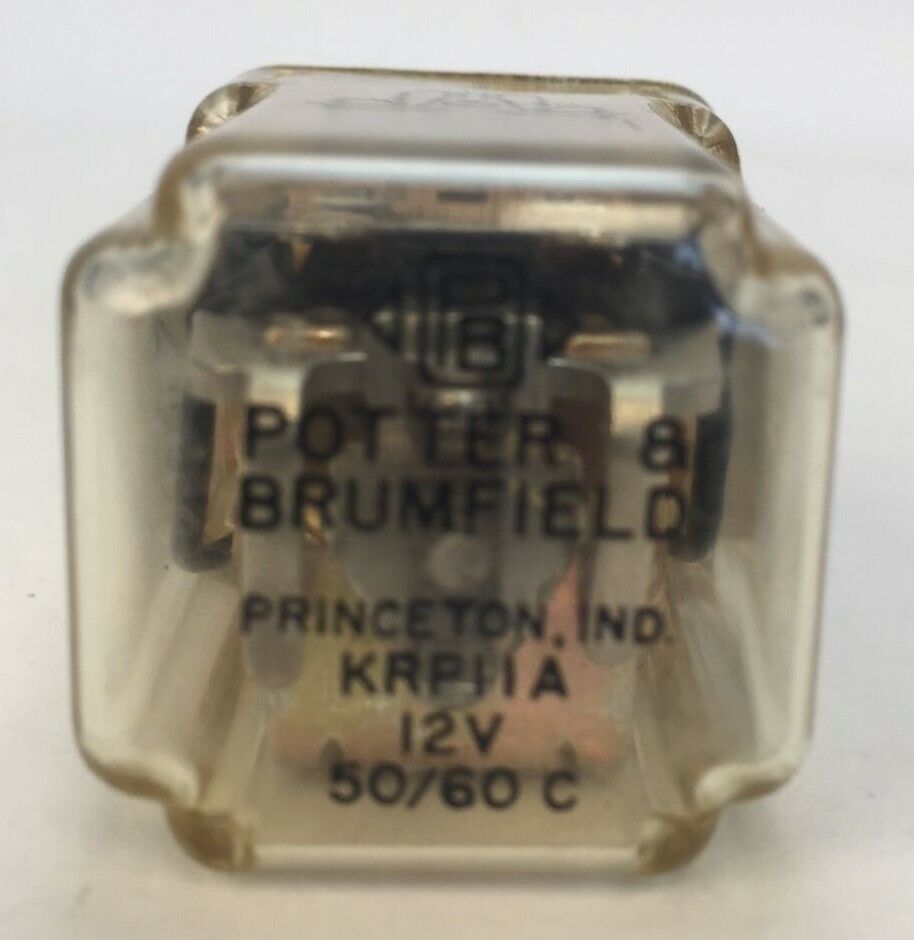 P
B
POTTER &
BRUMFIELD
PRINCETON, IND.
KRP11A
12V
50/60 C